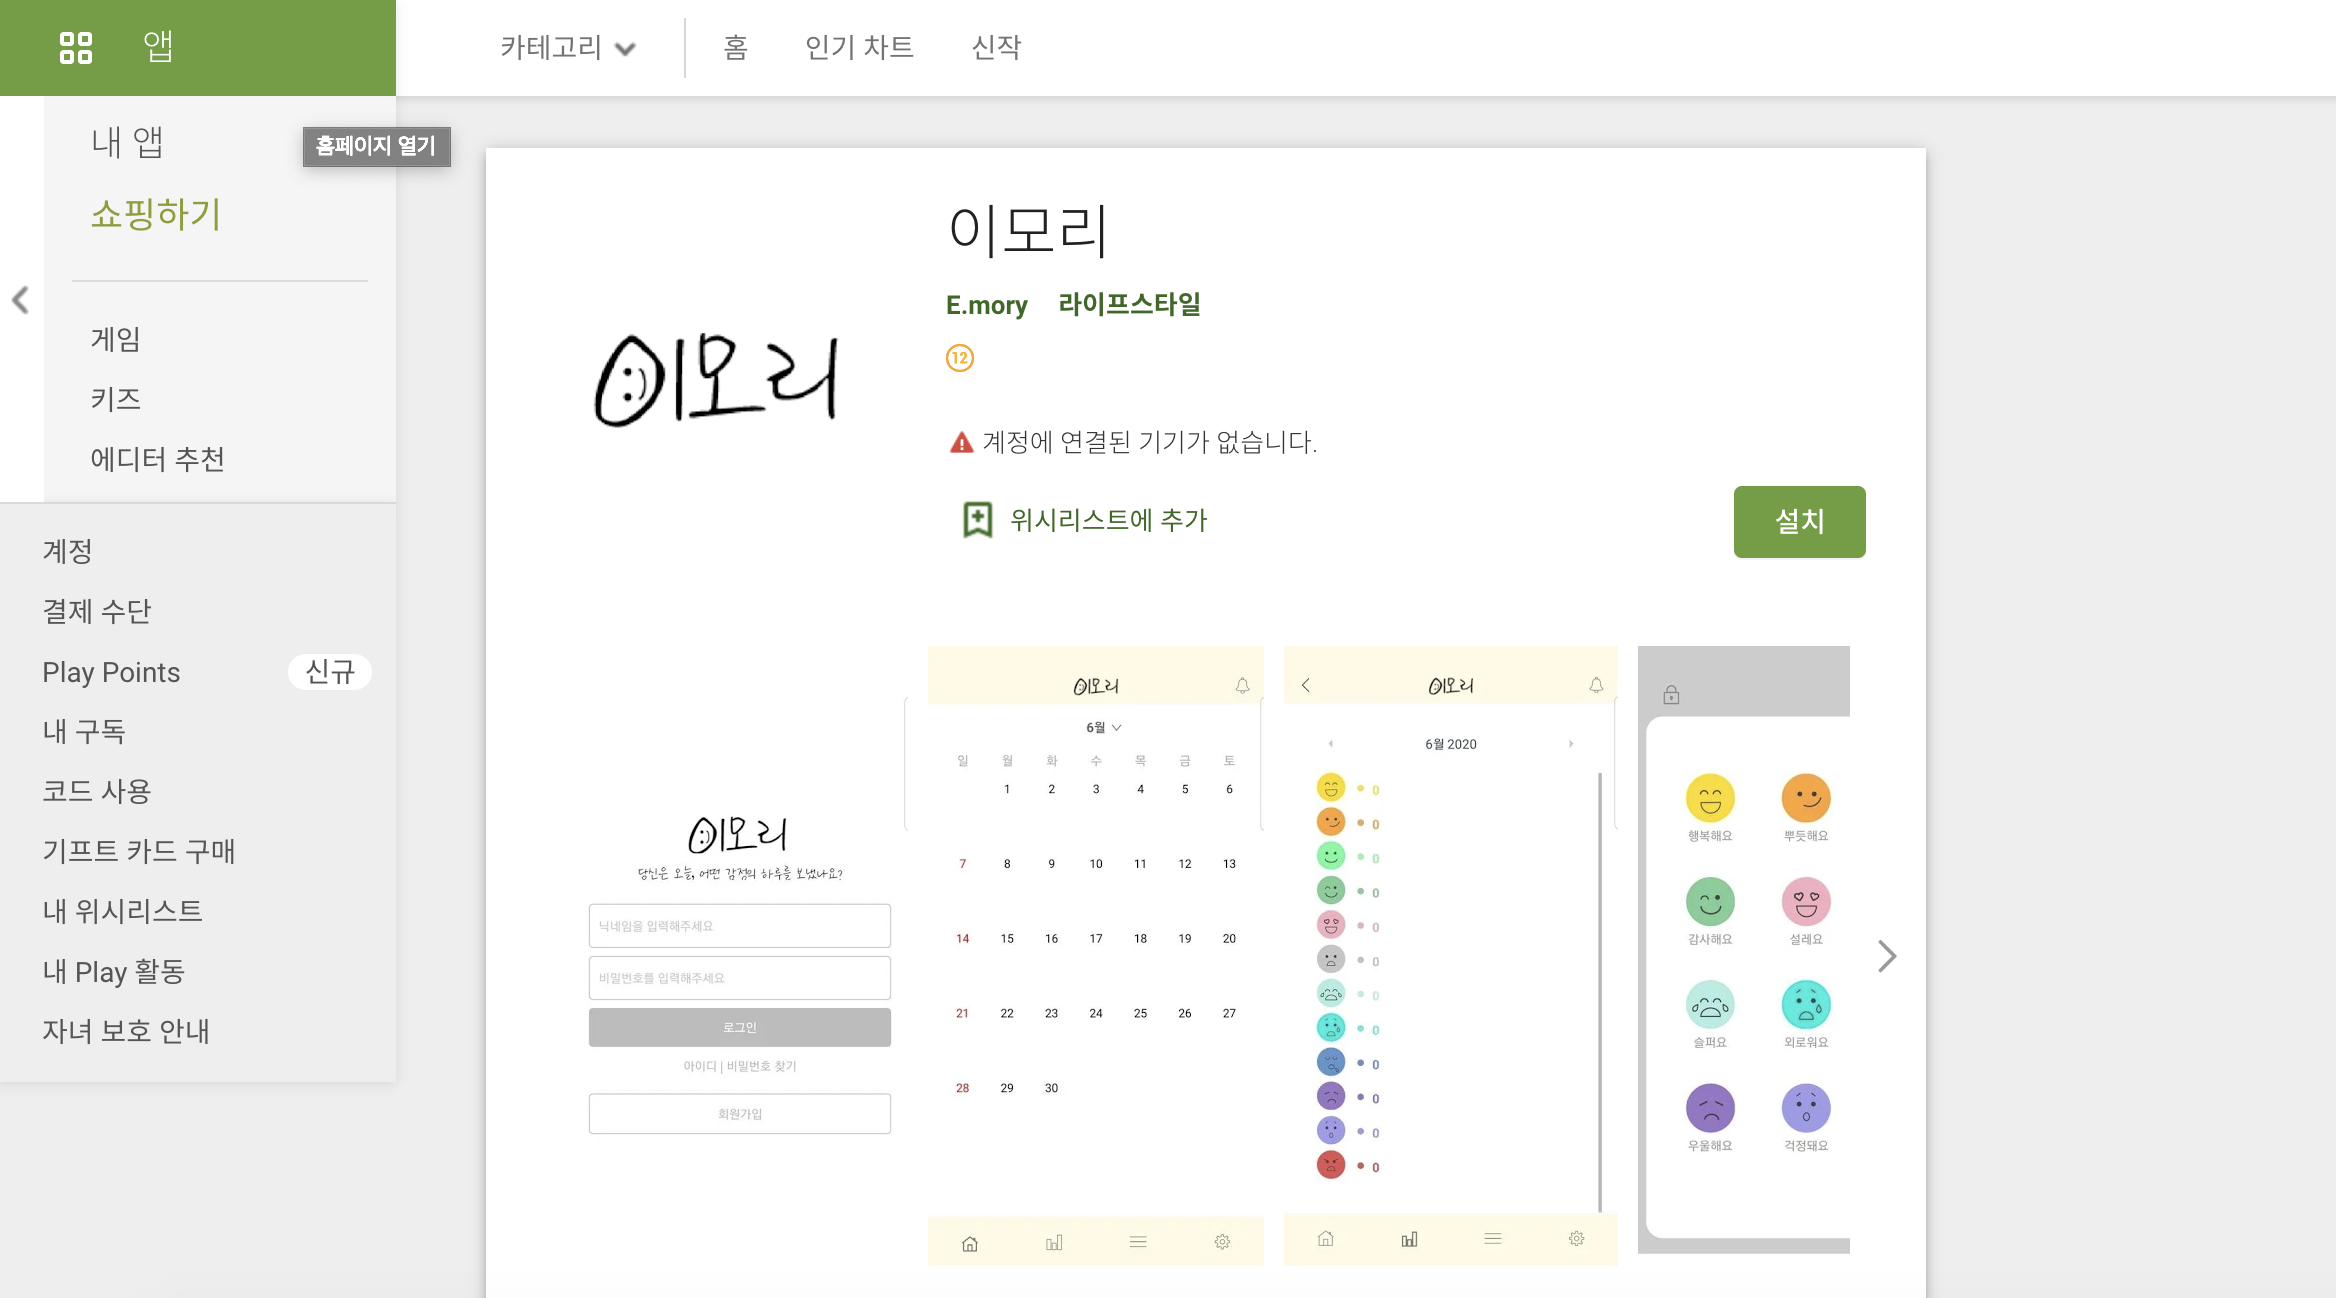 앱
카테고리
홈
인기 차트
신작
내 앱
홈페이지 열기
쇼핑하기
게임
키즈
에디터 추천
계정
결제 수단
Play Points 신규
내 구독
코드 사용
기프트 카드 구매
내 위시리스트
내 Play 활동
자녀 보호 안내
이모리
이모리
E.mory 라이프스타일
12
계정에 연결된 기기가 없습니다.
위시리스트에 추가
설치
이모리
당신은 오늘, 어떤 감정의 하루를 보냈나요?
닉네임을 입력해주세요
비밀번호를 입력해주세요
로그인
아이디 | 비밀번호 찾기
회원가입
이모리
6월
일 월 화 수 목 금 토
1 2 3 4 5 6
7 8 9 10 11 12 13
14 15 16 17 18 19 20
21 22 23 24 25 26 27
28 29 30
이모리
6월 2020
0
0
0
0
0
0
0
0
0
0
0
0
행복해요 뿌듯해요
감사해요 설레요
슬퍼요 외로워요
우울해요 걱정돼요